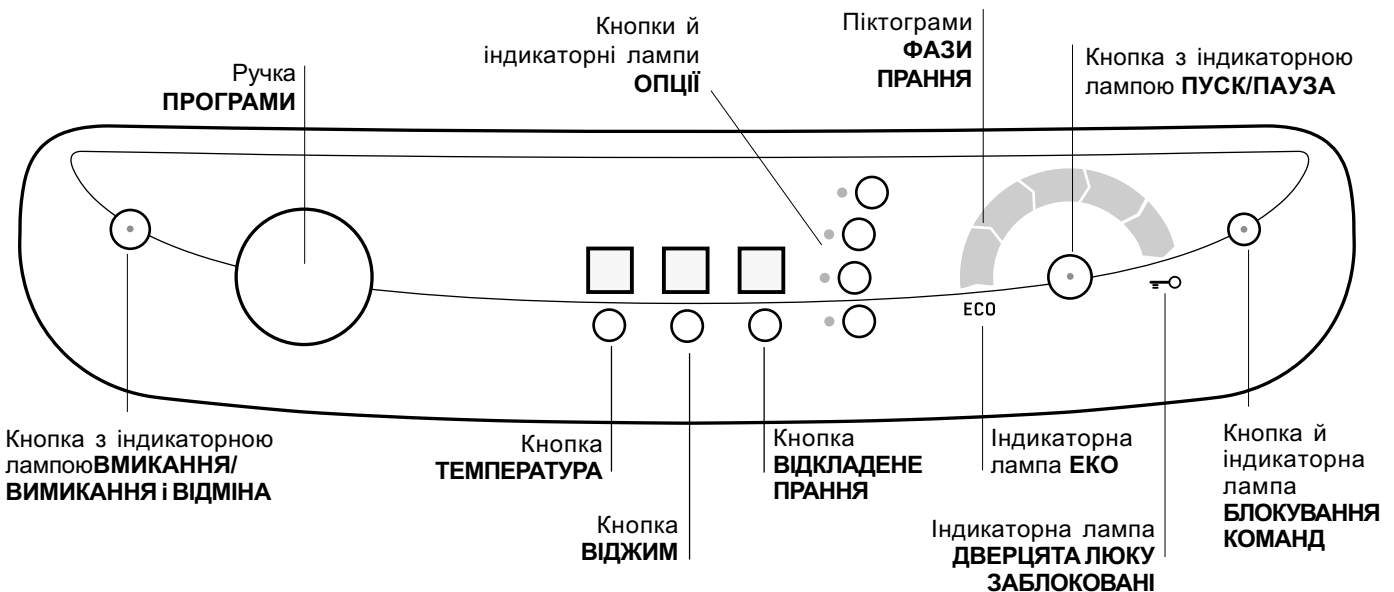 Ручка
ПРОГРАМИ
Кнопки й
індикаторні лампи
ОПЦІЇ
Піктограми
ФАЗИ
ПРАННЯ
Кнопка з індикаторною
лампою ПУСК/ПАУЗА
ECO
Кнопка з індикаторною
лампоюВМИКАННЯ/
ВИМИКАННЯ і ВІДМІНА
Кнопка
ТЕМПЕРАТУРА
Кнопка
ВІДЖИМ
Кнопка
ВІДКЛАДЕНЕ
ПРАННЯ
Індикаторна
лампа ЕКО
Індикаторна лампа
ДВЕРЦЯТА ЛЮКУ
ЗАБЛОКОВАНІ
Кнопка й
індикаторна
лампа
БЛОКУВАННЯ
КОМАНД